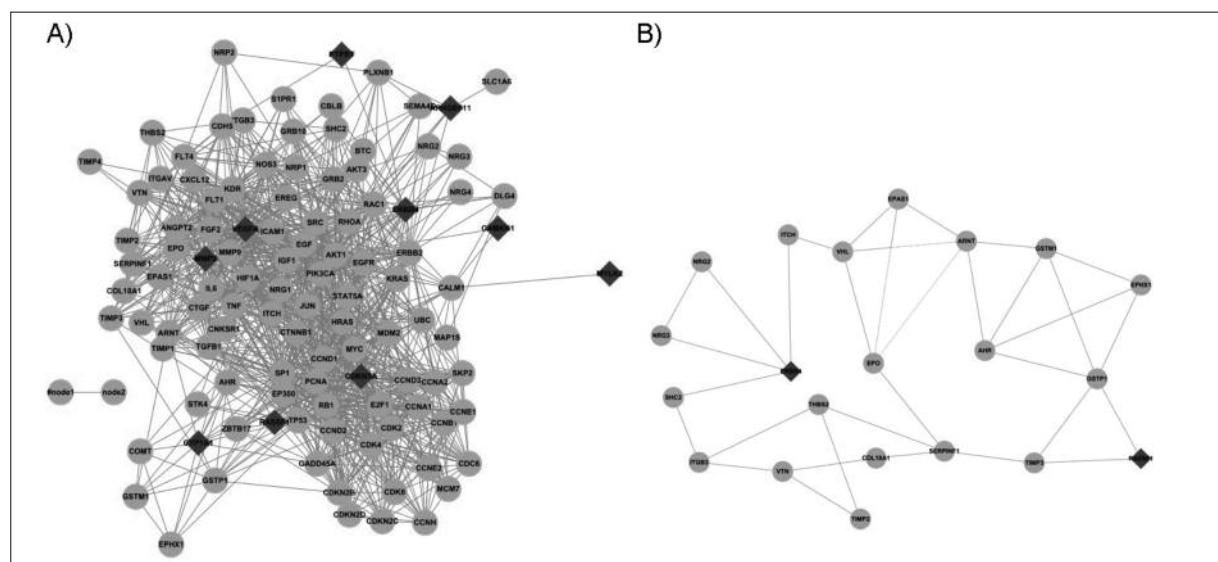 A)
B)
NRP2
PLXNB1
SLC1A6
S1PR1
CBLB
THBS2
CDH5
GRB10
SHC2
NRG2
NRG3
TIMP4
FLT4
NOS3
NRP1
BTC
AKT3
ITGAV
CXCL12
GRB2
NRG4
DLG4
VTN
KDR
EREG
RAC1
FLT1
ANGPT2
FGF2
ICAM1
SRC
RHOA
TIMP2
EPO
MMP9
EGF
AKT1
EGFR
ERBB2
SERPINF1
IGF1
EPAS1
HIF1A
PIK3CA
KRAS
COL18A1
IL6
NRG1
STAT5A
CALM1
CTGF
TNF
JUN
TIMP3
VHL
ARNT
CNKSR1
ITCH
CTNNB1
HRAS
MDM2
UBC
MAP1S
TIMP1
TGFB1
MYC
CCND1
SP1
PCNA
AHR
CCND3
CCNA2
SKP2
#node1
node2
EP300
RB1
E2F1
CCNA1
CCNE1
STK4
ZBTB17
TP53
CCND2
CDK2
CCNB1
CDK4
COMT
GADD45A
CCNE2
CDC6
GSTP1
GSTM1
CDKN2B
CDK6
MCM7
CDKN2D
CDKN2C
CCNH
EPHX1
EPAS1
ITCH
VHL
ARNT
GSTM1
NRG2
EPHX1
NRG3
EPO
AHR
GSTP1
SHC2
THBS2
ITGB3
VTN
COL18A1
SERPINF1
TIMP3
TIMP2